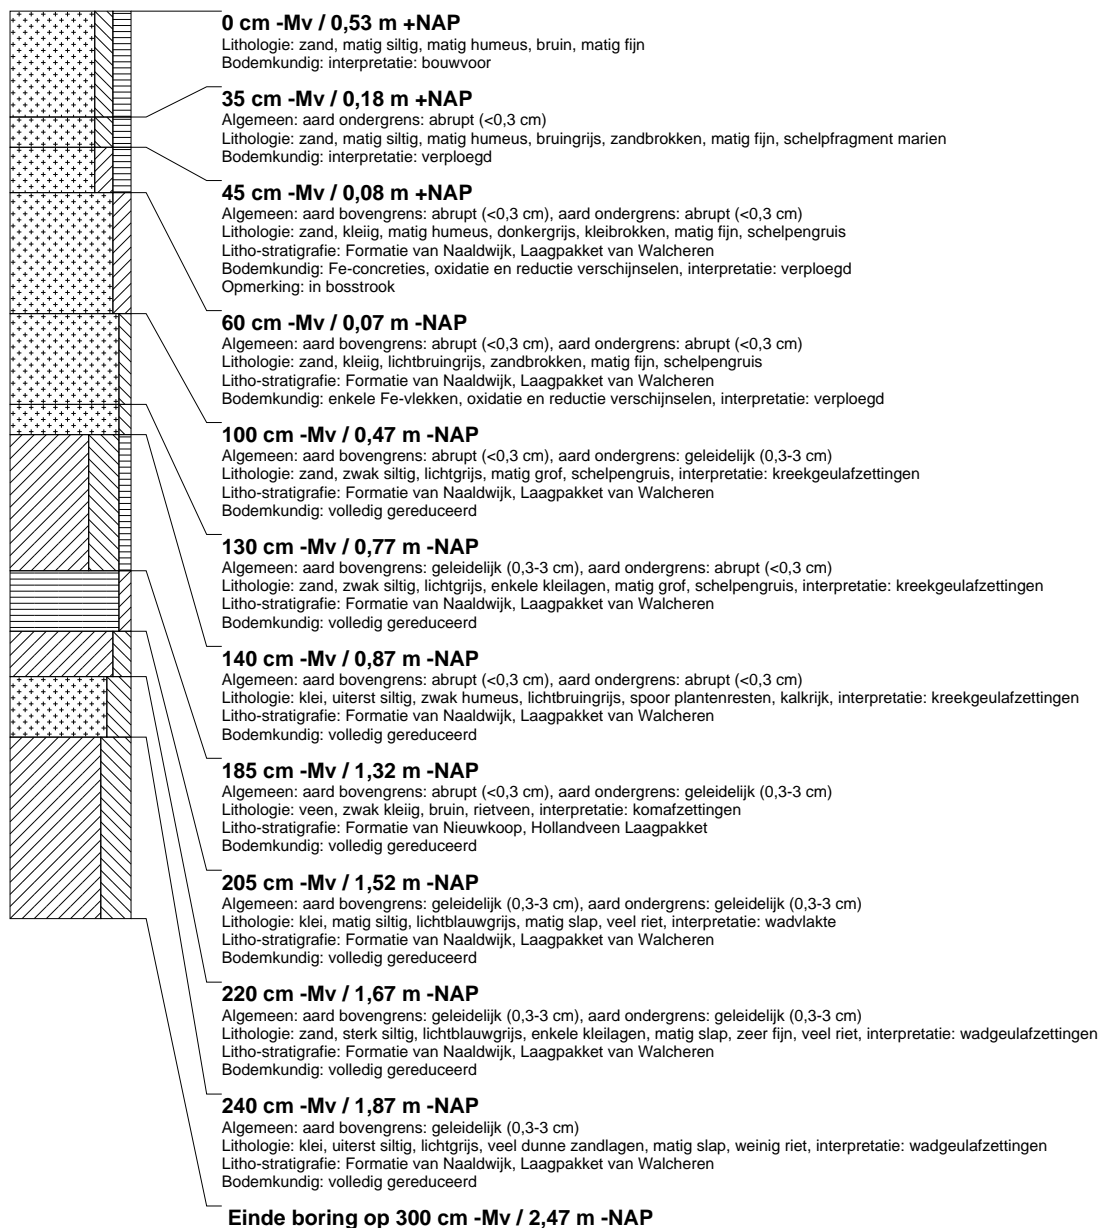 0 cm -Mv / 0,53 m +NAP
Lithologie: zand, matig siltig, matig humeus, bruin, matig fijn
Bodemkundig: interpretatie: bouwvoor
35 cm -Mv / 0,18 m +NAP
Algemeen: aard ondergrens: abrupt (<0,3 cm)
Lithologie: zand, matig siltig, matig humeus, bruingrijs, zandbrokken, matig fijn, schelpfragment marien
Bodemkundig: interpretatie: verploegd
45 cm -Mv / 0,08 m +NAP
Algemeen: aard bovengrens: abrupt (<0,3 cm), aard ondergrens: abrupt (<0,3 cm)
Lithologie: zand, kleiig, matig humeus, donkergrijs, kleibrokken, matig fijn, schelpengruis
Litho-stratigrafie: Formatie van Naaldwijk, Laagpakket van Walcheren
Bodemkundig: Fe-concreties, oxidatie en reductie verschijnselen, interpretatie: verploegd
Opmerking: in bosstrook
60 cm -Mv / 0,07 m -NAP
Algemeen: aard bovengrens: abrupt (<0,3 cm), aard ondergrens: abrupt (<0,3 cm)
Lithologie: zand, kleiig, lichtbruingrijs, zandbrokken, matig fijn, schelpengruis
Litho-stratigrafie: Formatie van Naaldwijk, Laagpakket van Walcheren
Bodemkundig: enkele Fe-vlekken, oxidatie en reductie verschijnselen, interpretatie: verploegd
100 cm -Mv / 0,47 m -NAP
Algemeen: aard bovengrens: abrupt (<0,3 cm), aard ondergrens: geleidelijk (0,3-3 cm)
Lithologie: zand, zwak siltig, lichtgrijs, matig grof, schelpengruis, interpretatie: kreekgeulafzettingen
Litho-stratigrafie: Formatie van Naaldwijk, Laagpakket van Walcheren
Bodemkundig: volledig gereduceerd
130 cm -Mv / 0,77 m -NAP
Algemeen: aard bovengrens: geleidelijk (0,3-3 cm), aard ondergrens: abrupt (<0,3 cm)
Lithologie: zand, zwak siltig, lichtgrijs, enkele kleilagen, matig grof, schelpengruis, interpretatie: kreekgeulafzettingen
Litho-stratigrafie: Formatie van Naaldwijk, Laagpakket van Walcheren
Bodemkundig: volledig gereduceerd
140 cm -Mv / 0,87 m -NAP
Algemeen: aard bovengrens: abrupt (<0,3 cm), aard ondergrens: abrupt (<0,3 cm)
Lithologie: klei, uiterst siltig, zwak humeus, lichtbruingrijs, spoor plantenresten, kalkrijk, interpretatie: kreekgeulafzettingen
Litho-stratigrafie: Formatie van Naaldwijk, Laagpakket van Walcheren
Bodemkundig: volledig gereduceerd
185 cm -Mv / 1,32 m -NAP
Algemeen: aard bovengrens: abrupt (<0,3 cm), aard ondergrens: geleidelijk (0,3-3 cm)
Lithologie: veen, zwak kleiig, bruin, rietveen, interpretatie: komafzettingen
Litho-stratigrafie: Formatie van Nieuwkoop, Hollandveen Laagpakket
Bodemkundig: volledig gereduceerd
205 cm -Mv / 1,52 m -NAP
Algemeen: aard bovengrens: geleidelijk (0,3-3 cm), aard ondergrens: geleidelijk (0,3-3 cm)
Lithologie: klei, matig siltig, lichtblauwgrijs, matig slap, veel riet, interpretatie: wadvlakte
Litho-stratigrafie: Formatie van Naaldwijk, Laagpakket van Walcheren
Bodemkundig: volledig gereduceerd
220 cm -Mv / 1,67 m -NAP
Algemeen: aard bovengrens: geleidelijk (0,3-3 cm), aard ondergrens: geleidelijk (0,3-3 cm)
Lithologie: zand, sterk siltig, lichtblauwgrijs, enkele kleilagen, matig slap, zeer fijn, veel riet, interpretatie: wadgeulafzettingen
Litho-stratigrafie: Formatie van Naaldwijk, Laagpakket van Walcheren
Bodemkundig: volledig gereduceerd
240 cm -Mv / 1,87 m -NAP
Algemeen: aard bovengrens: geleidelijk (0,3-3 cm)
Lithologie: klei, uiterst siltig, lichtgrijs, veel dunne zandlagen, matig slap, weinig riet, interpretatie: wadgeulafzettingen
Litho-stratigrafie: Formatie van Naaldwijk, Laagpakket van Walcheren
Bodemkundig: volledig gereduceerd
Einde boring op 300 cm -Mv / 2,47 m -NAP